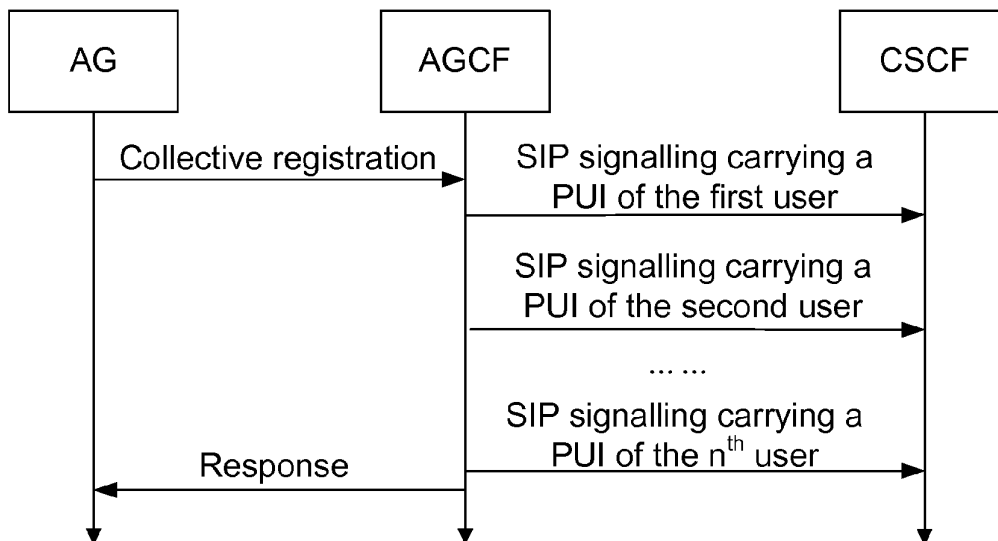 AG
AGCF
CSCF
Collective registration
SIP signalling carrying a
PUI of the first user
SIP signalling carrying a
PUI of the second user
... ...
SIP signalling carrying a
PUI of the nth user
Response